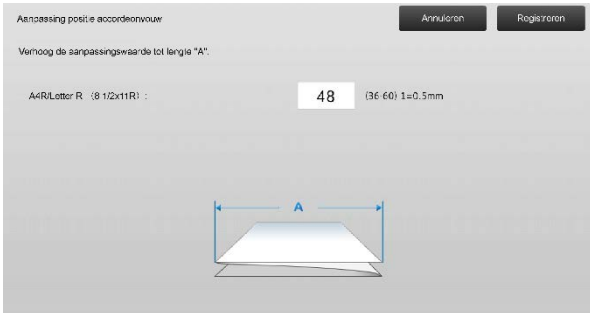 Aanpassing positie accordeonvouw
Annuleren
Registreren
Verhoog de aanpassingswaarde tot lengte "A".
A4R/Letter R (8 1/2x11R) :
48
(36-60) 1=0.5mm
A